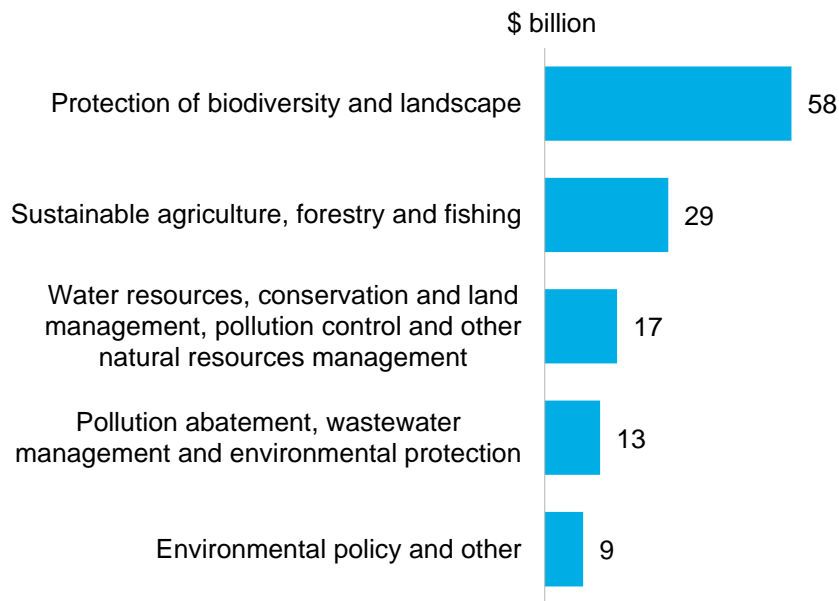 $ billion
Protection of biodiversity and landscape
58
Sustainable agriculture, forestry and fishing
29
Water resources, conservation and land
management, pollution control and other
natural resources management
17
Pollution abatement, wastewater
management and environmental protection
13
Environmental policy and other
9